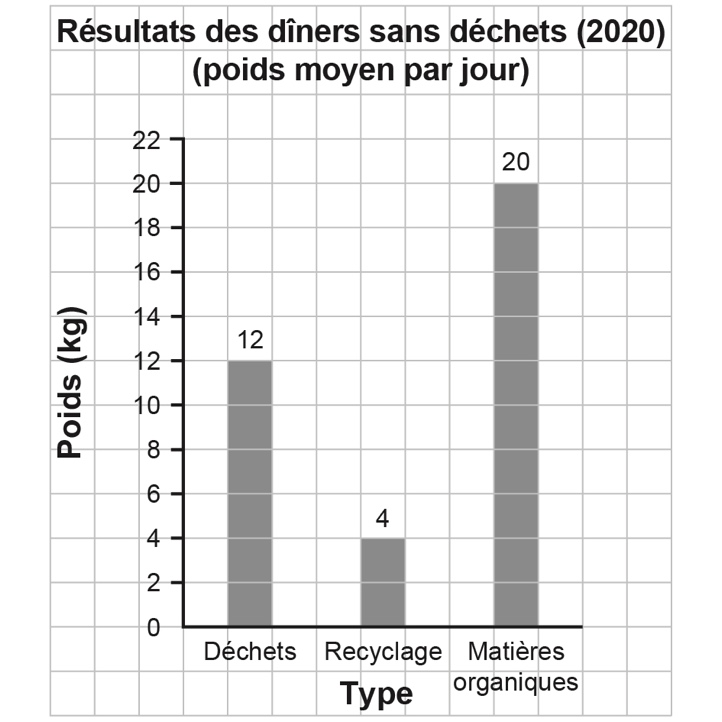 Résultats des dîners sans déchets (2020)
(poids moyen par jour)
22
20
18
16
14
12
10
8
6
4
2
0
Poids (kg)
12
4
20
Déchets
Recyclage
Matières
organiques
Type